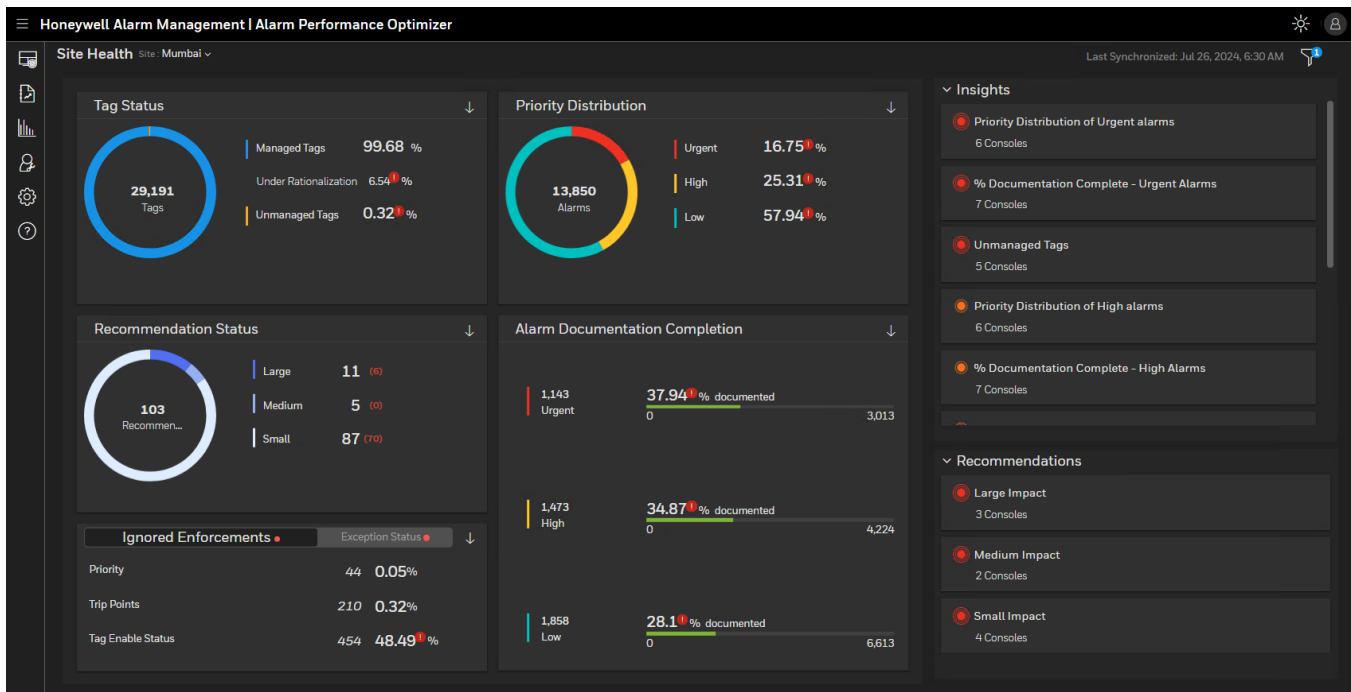 Honeywell Alarm Management | Alarm Performance Optimizer
Site Health Site : Mumbai
Last Synchronized: Jul 26, 2024, 6:30 AM
1
Tag Status
29,191
Tags
Managed Tags 99.68 %
Under Rationalization 6.54 ! %
Unmanaged Tags 0.32 ! %
Priority Distribution
13,850
Alarms
Urgent 16.75 ! %
High 25.31 ! %
Low 57.94 ! %
Recommendation Status
103
Recommen...
Large 11 (6)
Medium 5 (0)
Small 87 (70)
Alarm Documentation Completion
1,143
Urgent
37.94 ! % documented
0 3,013
1,473
High
34.87 ! % documented
0 4,224
1,858
Low
28.1 ! % documented
0 6,613
Ignored Enforcements
Exception Status
Priority 44 0.05%
Trip Points 210 0.32%
Tag Enable Status 454 48.49 ! %
Insights
Priority Distribution of Urgent alarms
6 Consoles
% Documentation Complete - Urgent Alarms
7 Consoles
Unmanaged Tags
5 Consoles
Priority Distribution of High alarms
6 Consoles
% Documentation Complete - High Alarms
7 Consoles
Recommendations
Large Impact
3 Consoles
Medium Impact
2 Consoles
Small Impact
4 Consoles